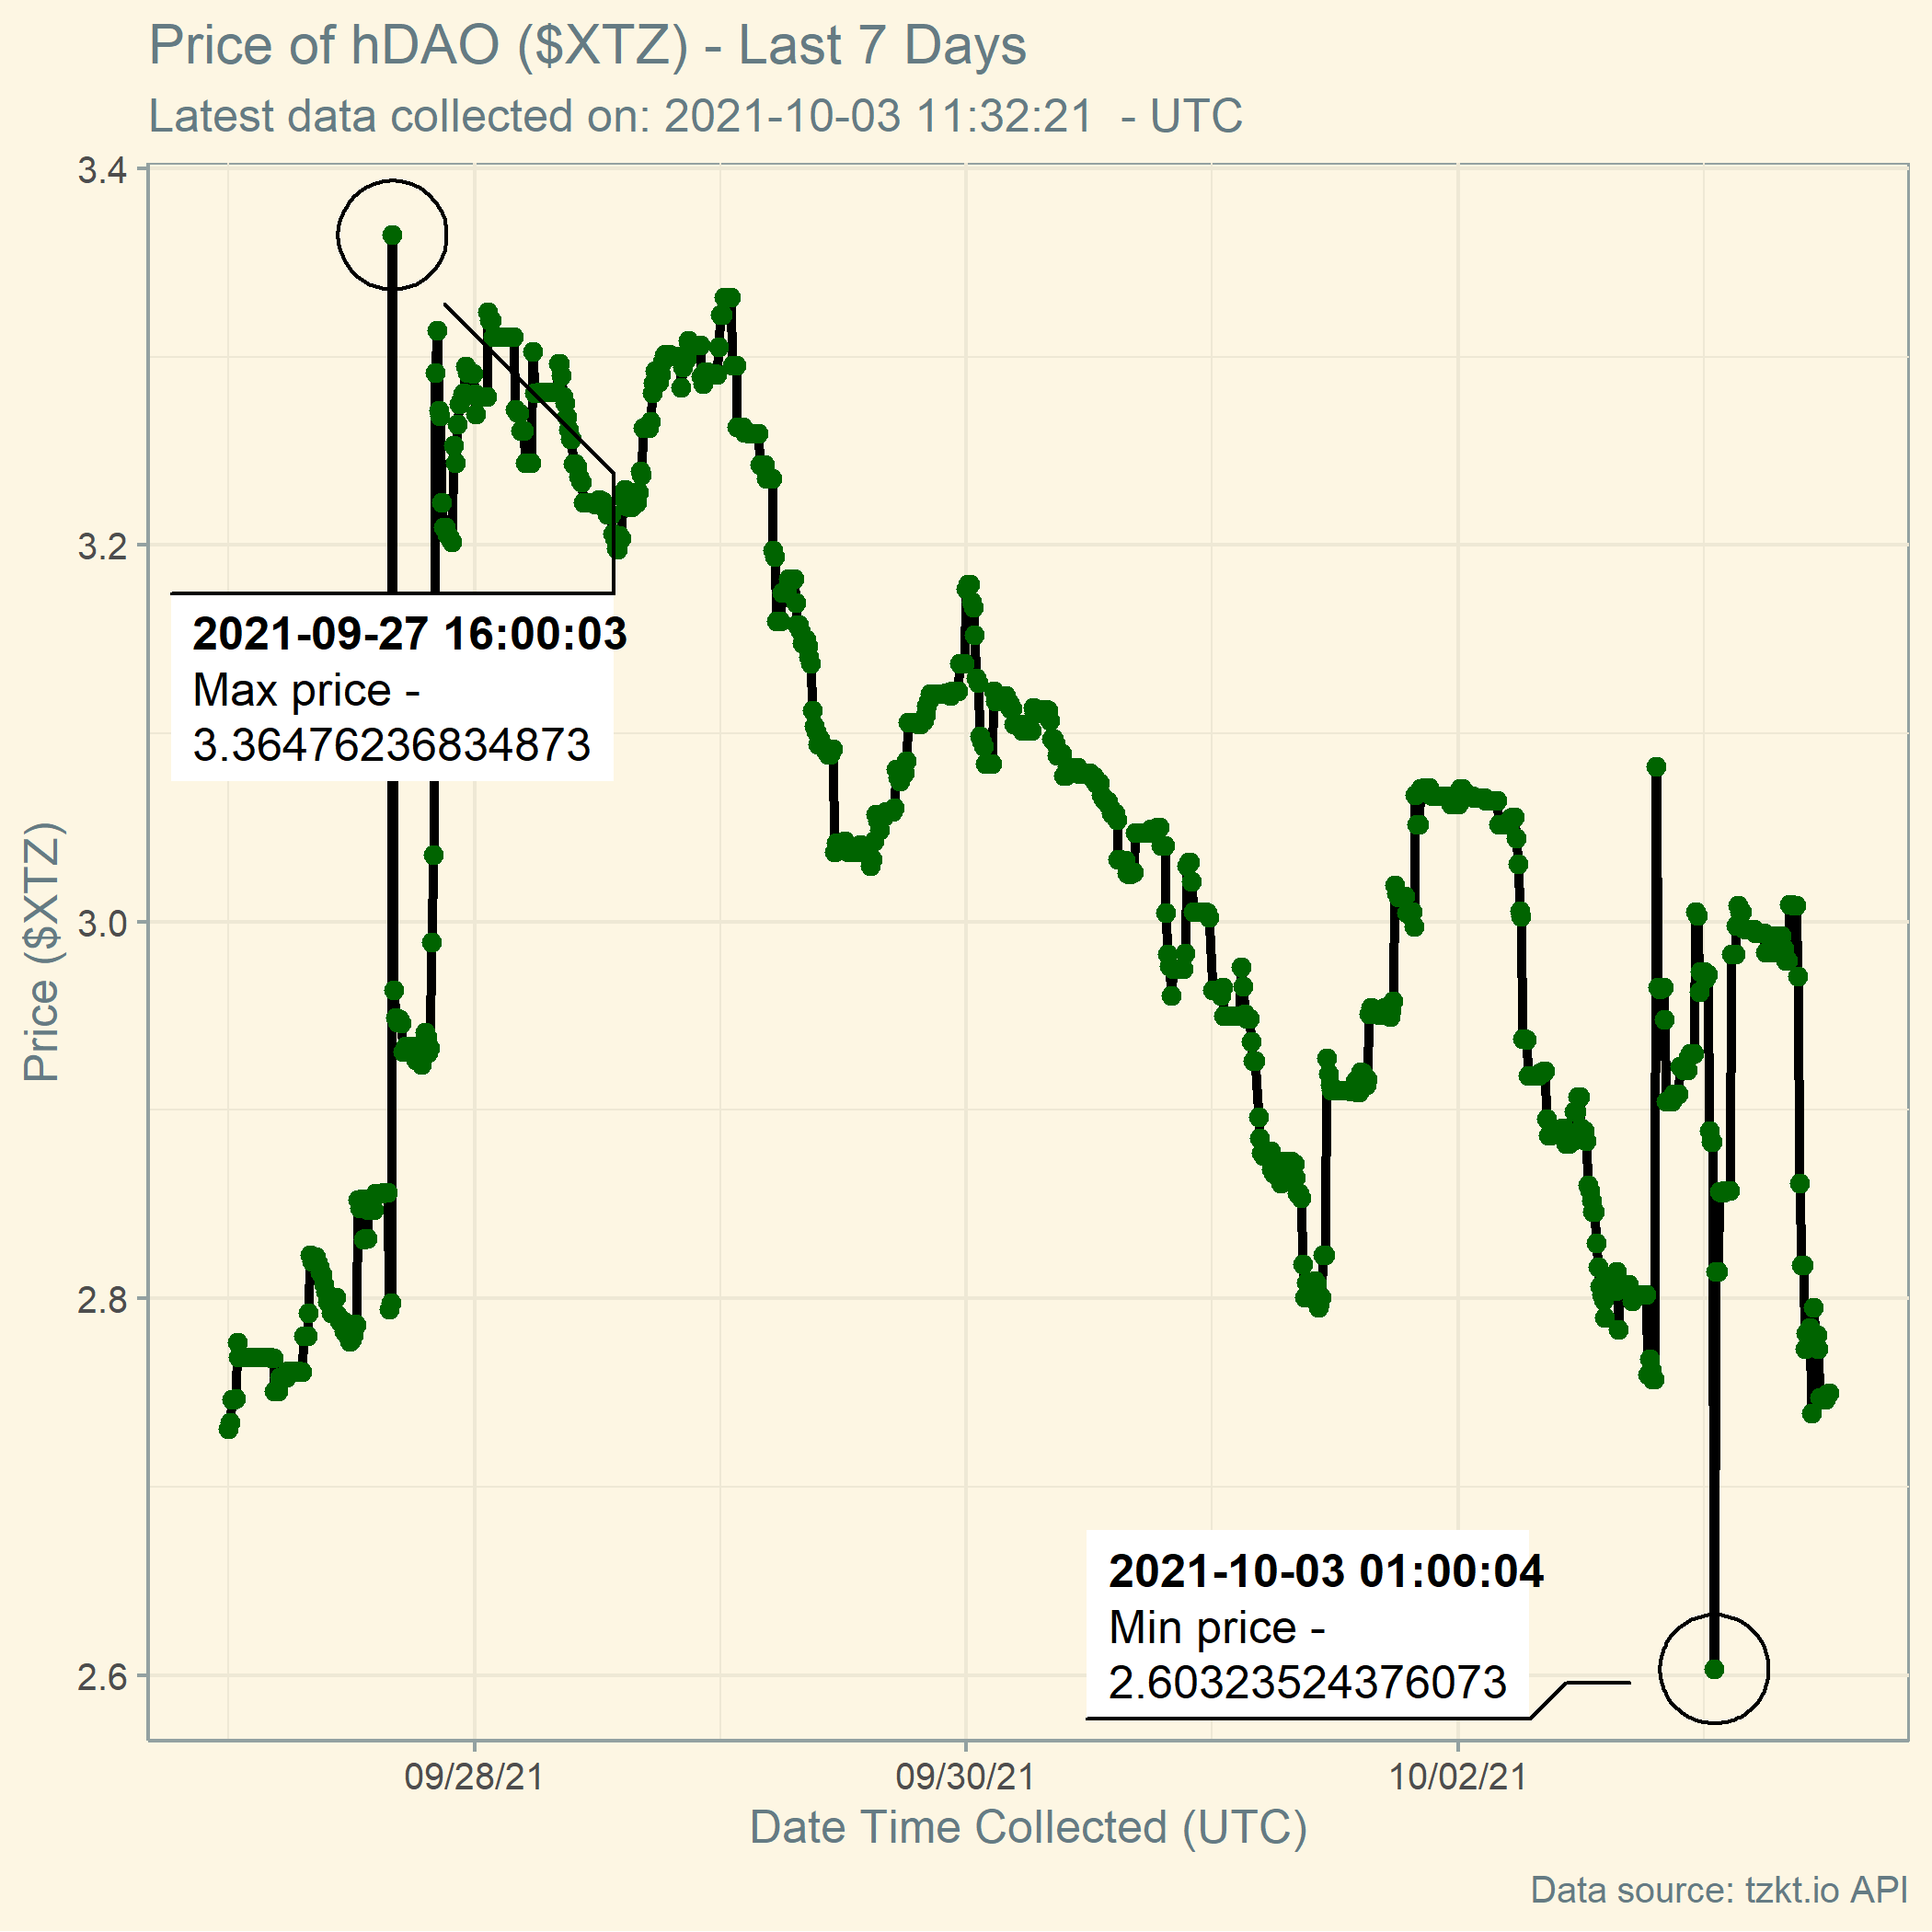 Price of hDAO ($XTZ) - Last 7 Days
Latest data collected on: 2021-10-03 11:32:21  - UTC
3.4
3.2
3.0
2.8
2.6
Price ($XTZ)
2021-09-27 16:00:03
Max price -
3.36476236834873
2021-10-03 01:00:04
Min price -
2.60323524376073
09/28/21
09/30/21
10/02/21
Date Time Collected (UTC)
Data source: tzkt.io API